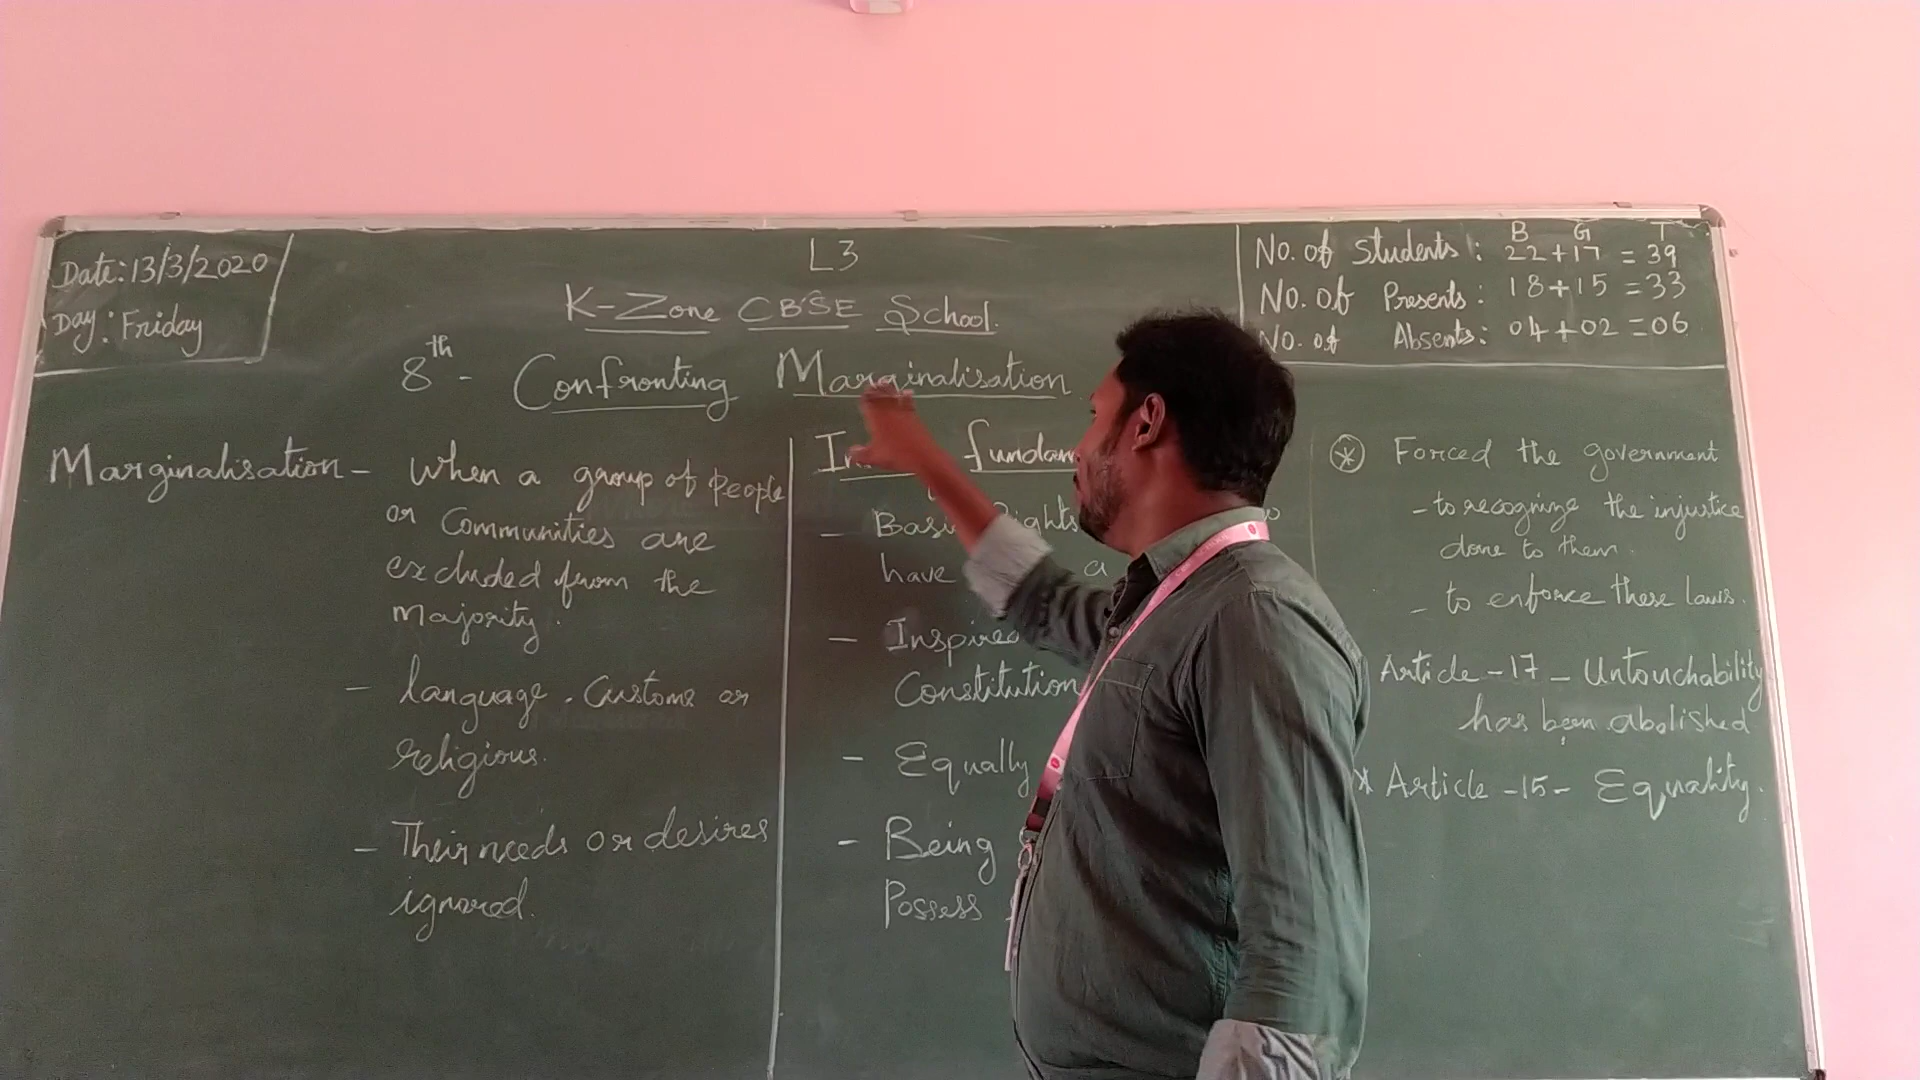 Date: 13/3/2020
Day: Friday
L3
K-Zone CBSE School.
B G T
No. of Students: 22+17 = 39
No. of Presents: 18+15 = 33
No. of Absents: 04+02 = 06
8th - Confronting Marginalisation
Marginalisation - When a group of people
or Communities are
excluded from the
majority.
- language. Customs or
religious.
- Their needs or desires
ignored.
- Basic Rights
have a
- Inspired
Constitution
- Equally
- Being
Possess
* Forced the government
- to recognize the injustice
done to them.
- to enforce these laws.
Article -17 - Untouchability
has been abolished
* Article -15- Equality.